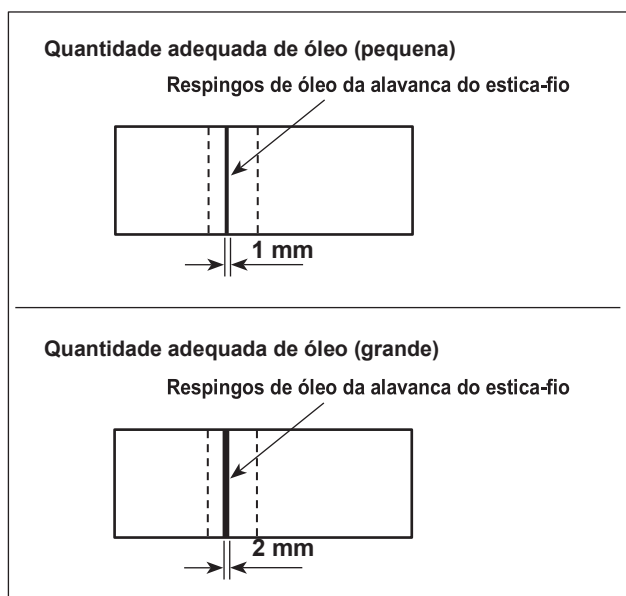 Quantidade adequada de óleo (pequena)
Respingos de óleo da alavanca do estica-fio
1 mm
Quantidade adequada de óleo (grande)
Respingos de óleo da alavanca do estica-fio
2 mm